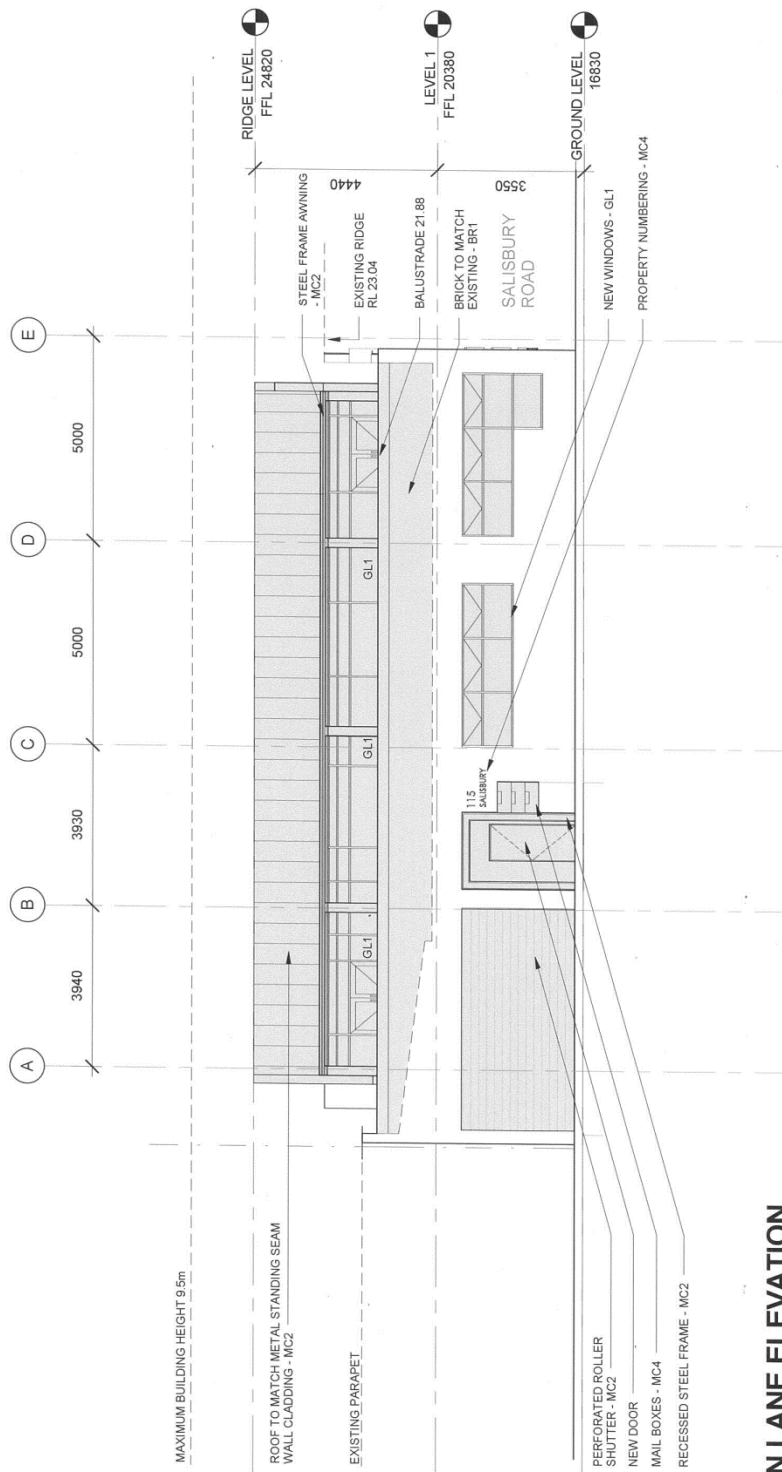 A
B
C
D
E
3940
3930
5000
5000
MAXIMUM BUILDING HEIGHT 9.5m
RIDGE LEVEL
FFL 24820
LEVEL 1
FFL 20380
GROUND LEVEL
16830
4440
3550
ROOF TO MATCH METAL STANDING SEAM
WALL CLADDING - MC2
EXISTING PARAPET
STEEL FRAME AWNING
- MC2
EXISTING RIDGE
RL 23.04
BALUSTRADE 21.88
BRICK TO MATCH
EXISTING - BR1
SALISBURY
ROAD
GL1
GL1
GL1
115
SALISBURY
NEW WINDOWS - GL1
PROPERTY NUMBERING - MC4
PERFORATED ROLLER
SHUTTER - MC2
NEW DOOR
MAIL BOXES - MC4
RECESSED STEEL FRAME - MC2
LANE ELEVATION